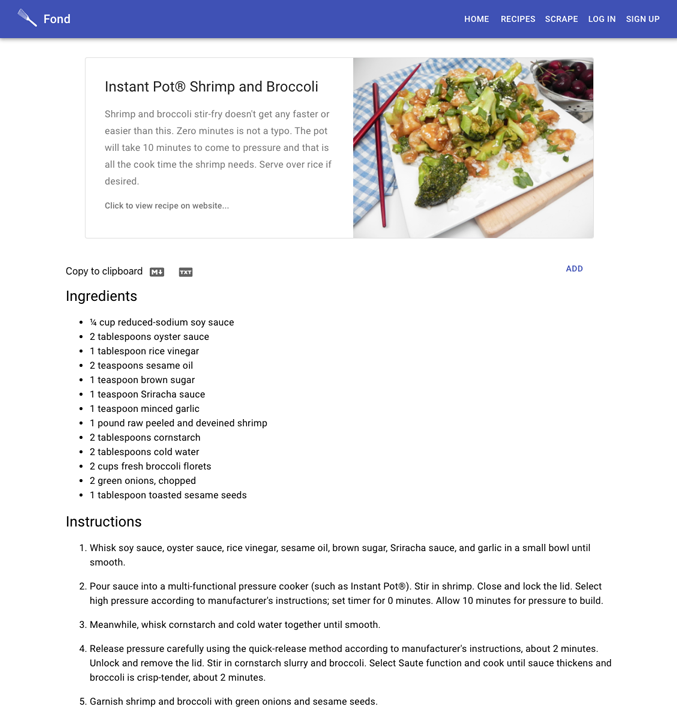 Fond
HOME RECIPES SCRAPE LOG IN SIGN UP
Instant Pot® Shrimp and Broccoli
Shrimp and broccoli stir-fry doesn't get any faster or
easier than this. Zero minutes is not a typo. The pot
will take 10 minutes to come to pressure and that is
all the cook time the shrimp needs. Serve over rice if
desired.
Click to view recipe on website...
Copy to clipboard M↓ TXT
ADD
Ingredients
• ¼ cup reduced-sodium soy sauce
• 2 tablespoons oyster sauce
• 1 tablespoon rice vinegar
• 2 teaspoons sesame oil
• 1 teaspoon brown sugar
• 1 teaspoon Sriracha sauce
• 1 teaspoon minced garlic
• 1 pound raw peeled and deveined shrimp
• 2 tablespoons cornstarch
• 2 tablespoons cold water
• 2 cups fresh broccoli florets
• 2 green onions, chopped
• 1 tablespoon toasted sesame seeds
Instructions
1. Whisk soy sauce, oyster sauce, rice vinegar, sesame oil, brown sugar, Sriracha sauce, and garlic in a small bowl until
smooth.
2. Pour sauce into a multi-functional pressure cooker (such as Instant Pot®). Stir in shrimp. Close and lock the lid. Select
high pressure according to manufacturer's instructions; set timer for 0 minutes. Allow 10 minutes for pressure to build.
3. Meanwhile, whisk cornstarch and cold water together until smooth.
4. Release pressure carefully using the quick-release method according to manufacturer's instructions, about 2 minutes.
Unlock and remove the lid. Stir in cornstarch slurry and broccoli. Select Saute function and cook until sauce thickens and
broccoli is crisp-tender, about 2 minutes.
5. Garnish shrimp and broccoli with green onions and sesame seeds.